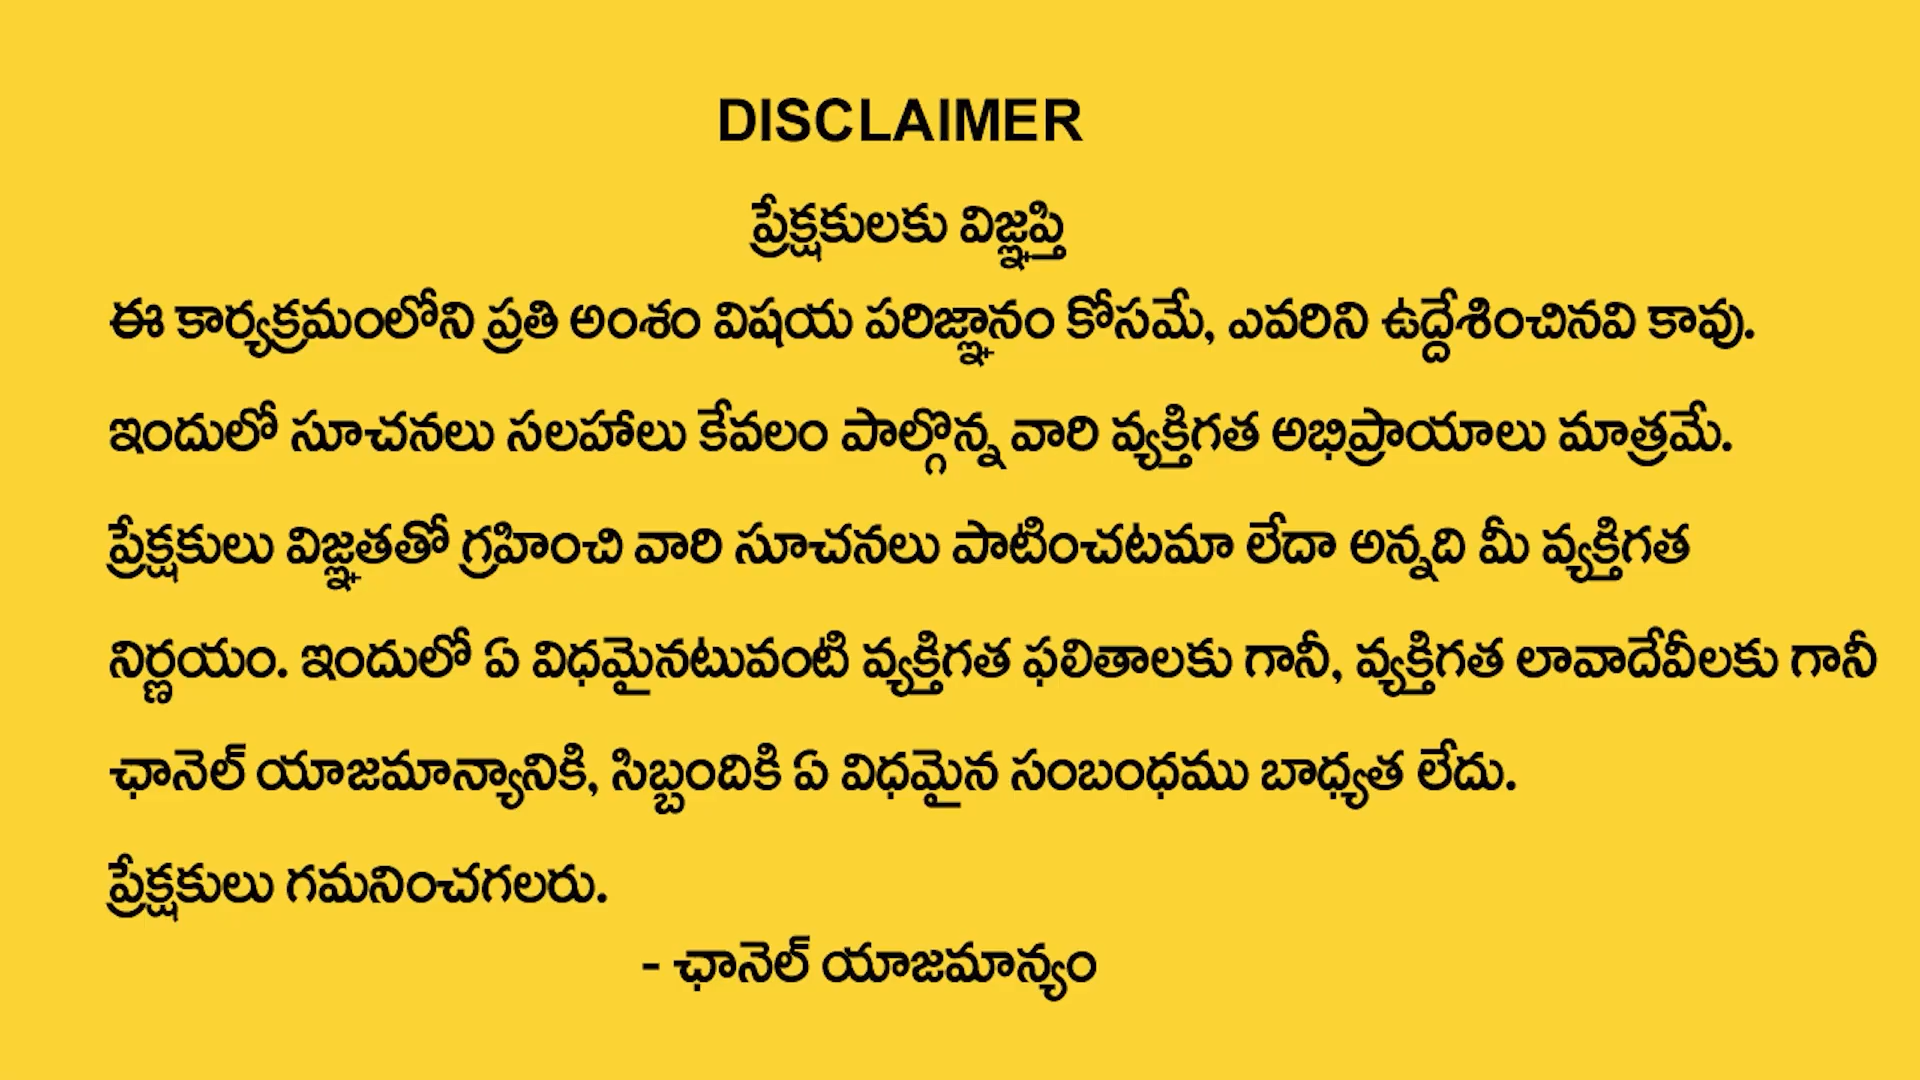 DISCLAIMER
ప్రేక్షకులకు విజ్ఞప్తి
ఈ కార్యక్రమంలోని ప్రతి అంశం విషయ పరిజ్ఞానం కోసమే, ఎవరిని ఉద్దేశించినవి కావు.
ఇందులో సూచనలు సలహాలు కేవలం పాల్గొన్న వారి వ్యక్తిగత అభిప్రాయాలు మాత్రమే.
ప్రేక్షకులు విజ్ఞతతో గ్రహించి వారి సూచనలు పాటించటమా లేదా అన్నది మీ వ్యక్తిగత
నిర్ణయం. ఇందులో ఏ విధమైనటువంటి వ్యక్తిగత ఫలితాలకు గానీ, వ్యక్తిగత లావాదేవీలకు గానీ
ఛానెల్ యాజమాన్యానికి, సిబ్బందికి ఏ విధమైన సంబంధము బాధ్యత లేదు.
ప్రేక్షకులు గమనించగలరు.
- ఛానెల్ యాజమాన్యం